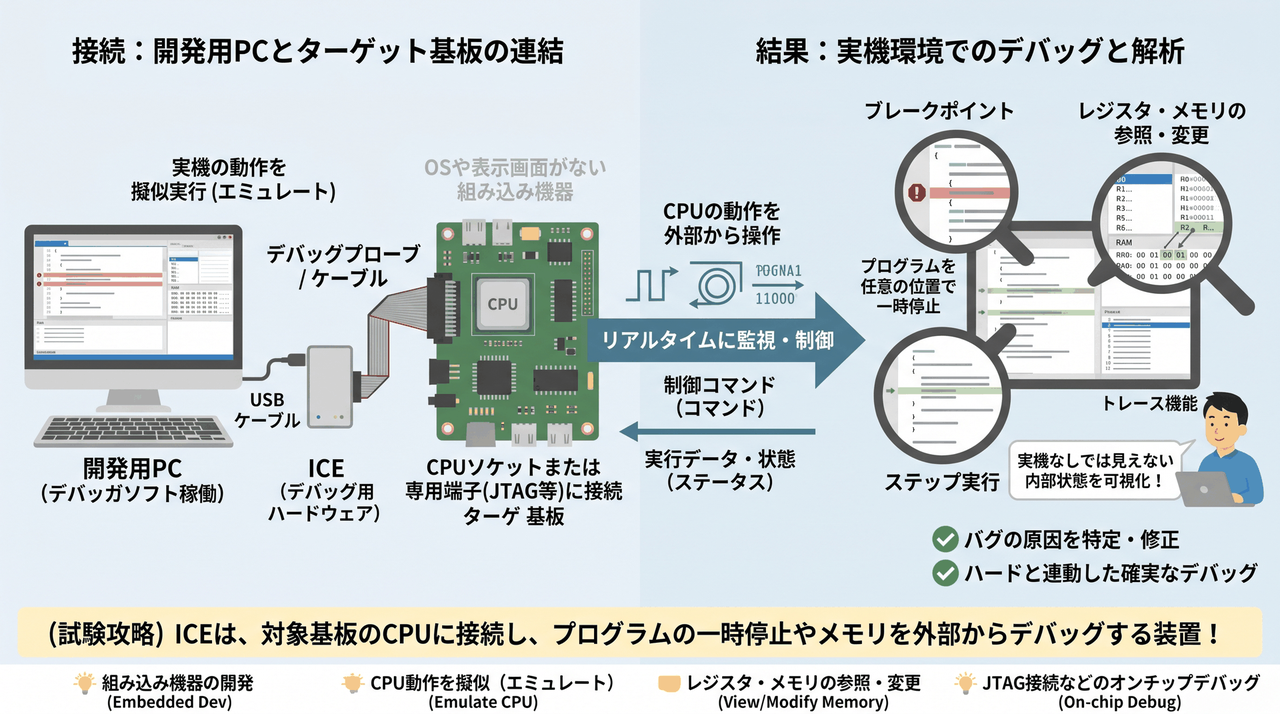 接続：開発用PCとターゲット基板の連結
実機の動作を
擬似実行 (エミュレート)
OSや表示画面がない
組み込み機器
デバッグプローブ
/ ケーブル
CPU
USB
ケーブル
開発用PC
(デバッガソフト稼働)
ICE
(デバッグ用
ハードウェア)
CPUソケットまたは
専用端子(JTAG等)に接続
ターゲ 基板
CPUの動作を
外部から操作
P0GNA1
11000
リアルタイムに監視・制御
制御コマンド
(コマンド)
実行データ・状態
(ステータス)
結果：実機環境でのデバッグと解析
ブレークポイント
レジスタ・メモリの
参照・変更
R1...
R2...
R3...
R5...
R6...
RAM
プログラムを
任意の位置で
一時停止
ステップ実行
トレース機能
実機なしでは見えない
内部状態を可視化！
バグの原因を特定・修正
ハードと連動した確実なデバッグ
(試験攻略) ICEは、対象基板のCPUに接続し、プログラムの一時停止やメモリを外部からデバッグする装置！
組み込み機器の開発
(Embedded Dev)
CPU動作を擬似（エミュレート）
(Emulate CPU)
レジスタ・メモリの参照・変更
(View/Modify Memory)
JTAG接続などのオンチップデバッグ
(On-chip Debug)